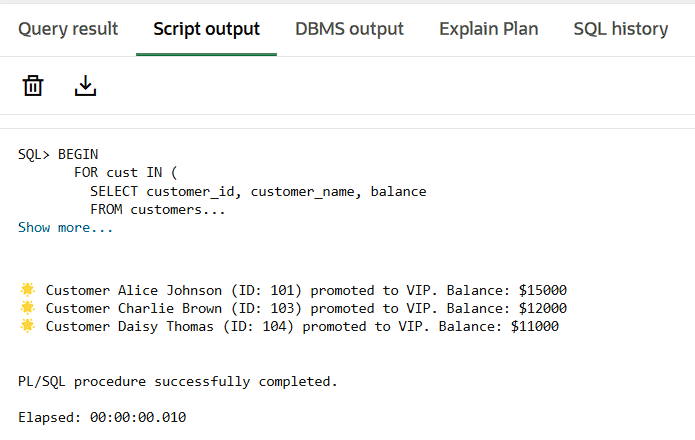 Query result Script output DBMS output Explain Plan SQL history
SQL> BEGIN
FOR cust IN (
SELECT customer_id, customer_name, balance
FROM customers...
Show more...
🌟 Customer Alice Johnson (ID: 101) promoted to VIP. Balance: $15000
🌟 Customer Charlie Brown (ID: 103) promoted to VIP. Balance: $12000
🌟 Customer Daisy Thomas (ID: 104) promoted to VIP. Balance: $11000
PL/SQL procedure successfully completed.
Elapsed: 00:00:00.010